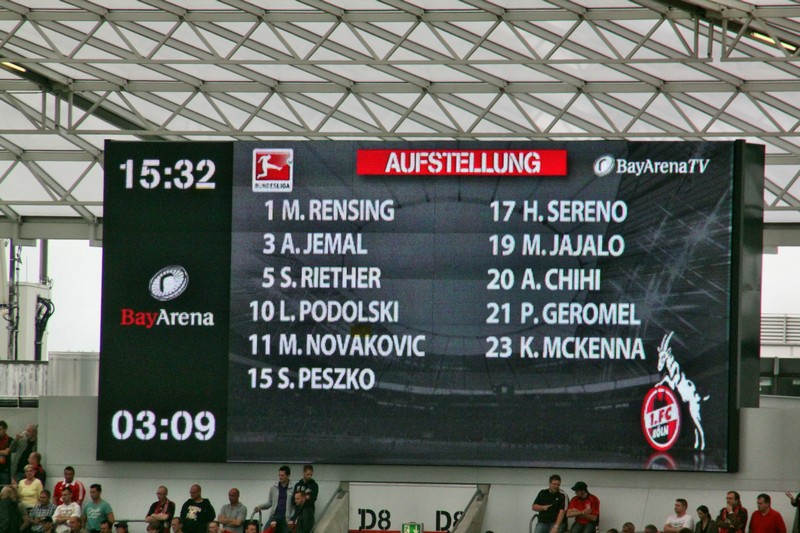 15:32
BUNDESLIGA
AUFSTELLUNG
BayArenaTV
1 M. RENSING
3 A. JEMAL
5 S. RIETHER
10 L. PODOLSKI
11 M. NOVAKOVIC
15 S. PESZKO
17 H. SERENO
19 M. JAJALO
20 A. CHIHI
21 P. GEROMEL
23 K. MCKENNA
BayArena
03:09
1.FC
KÖLN
D8
D8